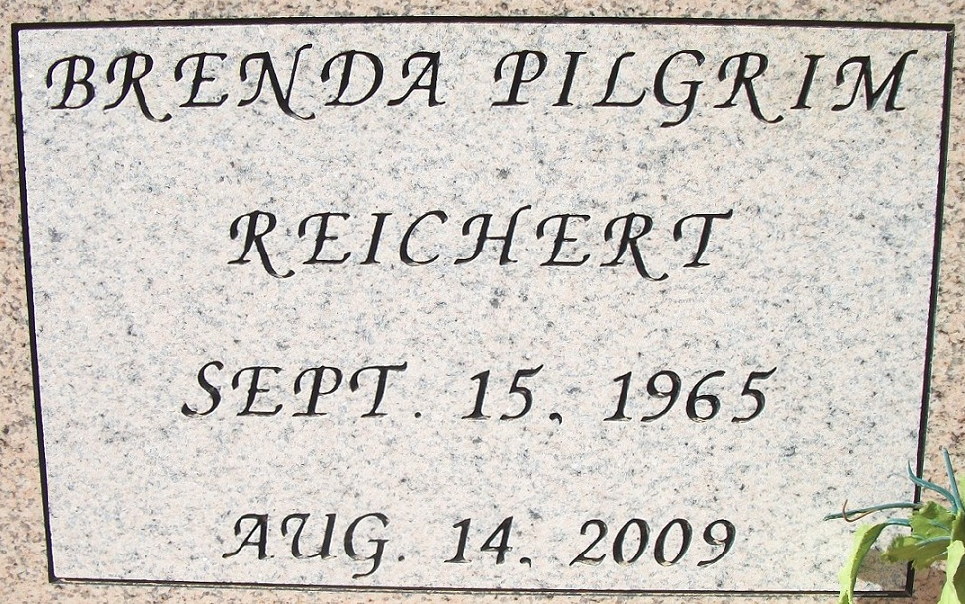 BRENDA PILGRIM
REICHERT
SEPT. 15, 1965
AUG. 14, 2009